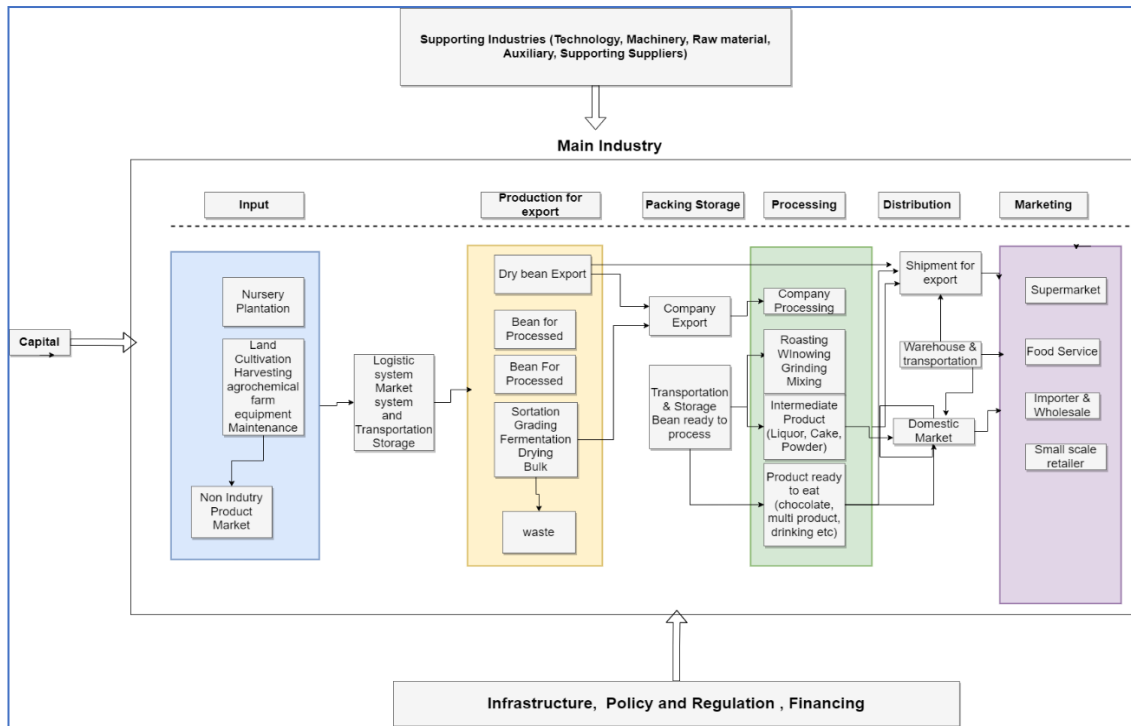 Supporting Industries (Technology, Machinery, Raw material,
Auxiliary, Supporting Suppliers)
Main Industry
Input
Production for
export
Packing Storage
Processing
Distribution
Marketing
Capital
Nursery
Plantation
Land
Cultivation
Harvesting
agrochemical
farm
equipment
Maintenance
Non Indutry
Product
Market
Logistic
system
Market
system
and
Transportation
Storage
Dry bean Export
Bean for
Processed
Bean For
Processed
Sortation
Grading
Fermentation
Drying
Bulk
waste
Company
Export
Transportation
& Storage
Bean ready to
process
Company
Processing
Roasting
WInowing
Grinding
Mixing
Intermediate
Product
(Liquor, Cake,
Powder)
Product ready
to eat
(chocolate,
multi product,
drinking etc)
Shipment for
export
Warehouse &
transportation
Domestic
Market
Supermarket
Food Service
Importer &
Wholesale
Small scale
retailer
Infrastructure, Policy and Regulation , Financing